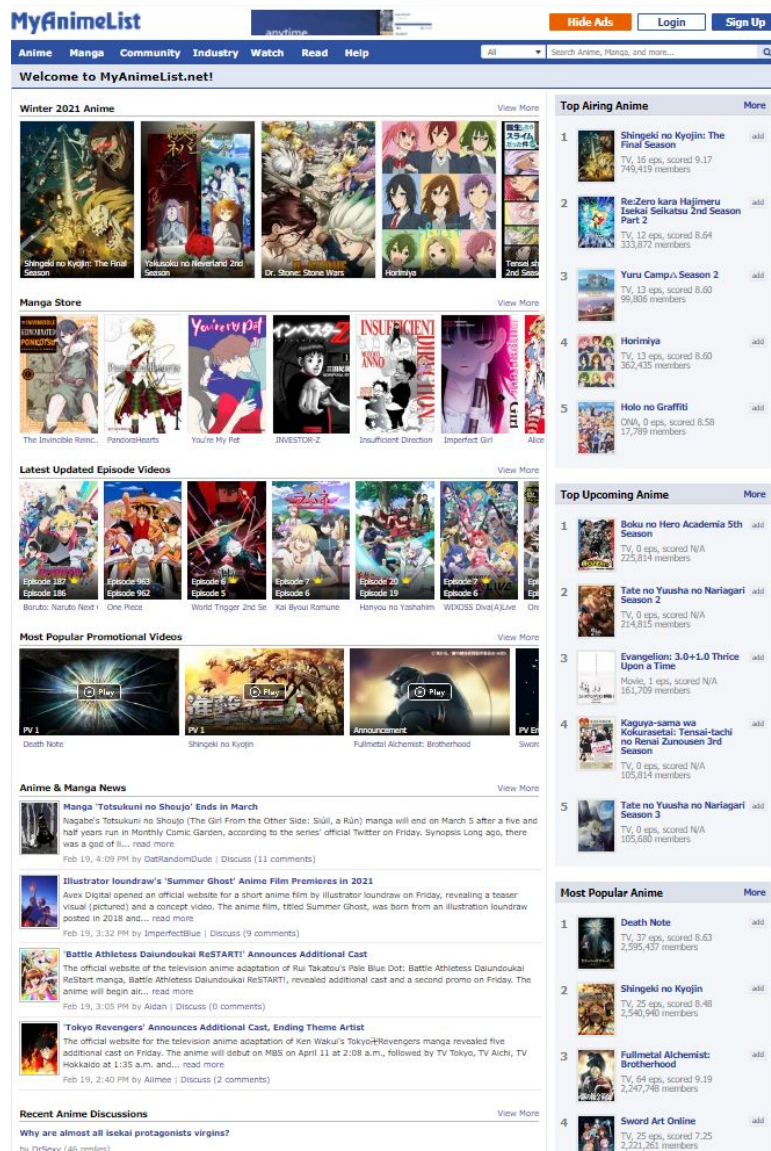 MyAnimeList
anytime
Hide Ads
Login
Sign Up
Anime Manga Community Industry Watch Read Help
All
Search Anime, Manga, and more...
Welcome to MyAnimeList.net!
Winter 2021 Anime
View More
Shingeki no Kyojin: The Final Season
Yakusoku no Neverland 2nd Season
Dr. Stone: Stone Wars
Horimiya
Tensei sh
2nd Seas
Manga Store
View More
You're my Pet
INVESTOR-Z
INSUFFICIENT DIRECTION
MOYOCO ANNO
Girl
The Invincible Reinc..
PandoraHearts
You're My Pet
INVESTOR-Z
Insufficient Direction
Imperfect Girl
Alice
Latest Updated Episode Videos
View More
Episode 187
Episode 186
Episode 963
Episode 962
Episode 6
Episode 5
Episode 7
Episode 6
Episode 20
Episode 19
Episode 7
Episode 6
Boruto: Naruto Next
One Piece
World Trigger 2nd Se
Kai Byoui Ramune
Hanyou no Yashahim
WIXOSS Diva(A)Live
Most Popular Promotional Videos
View More
Play
PV 1
Play
進撃の巨人
PV 1
Play
Announcement
PV En
Death Note
Shingeki no Kyojin
Fullmetal Alchemist: Brotherhood
Sword
Anime & Manga News
View More
Manga 'Totsukuni no Shoujo' Ends in March
Nagabe's Totsukuni no Shoujo (The Girl From the Other Side: Siúil, a Rún) manga will end on March 5 after a five and
half years run in Monthly Comic Garden, according to the series' official Twitter on Friday. Synopsis Long ago, there
was a god of li... read more
Feb 19, 4:09 PM by DatRandomDude | Discuss (11 comments)
Illustrator loundraw's 'Summer Ghost' Anime Film Premieres in 2021
Avex Digital opened an official website for a short anime film by illustrator loundraw on Friday, revealing a teaser
visual (pictured) and a concept video. The anime film, titled Summer Ghost, was born from an illustration loundraw
posted in 2018 and... read more
Feb 19, 3:32 PM by ImperfectBlue | Discuss (9 comments)
'Battle Athletess Daiundoukai ReSTART!' Announces Additional Cast
The official website of the television anime adaptation of Rui Takatou's Pale Blue Dot: Battle Athletess Daiundoukai
ReStart manga, Battle Athletess Daiundoukai ReSTART!, revealed additional cast and a second promo on Friday. The
anime will begin air... read more
Feb 19, 3:05 PM by Aidan | Discuss (0 comments)
'Tokyo Revengers' Announces Additional Cast, Ending Theme Artist
The official website for the television anime adaptation of Ken Wakui's Tokyo Revengers manga revealed five
additional cast on Friday. The anime will debut on MBS on April 11 at 2:08 a.m., followed by TV Tokyo, TV Aichi, TV
Hokkaido at 1:35 a.m. and... read more
Feb 19, 2:40 PM by Aiimee | Discuss (2 comments)
Recent Anime Discussions
View More
Why are almost all isekai protagonists virgins?
by DrSexy (46 replies)
Top Airing Anime
More
1
Shingeki no Kyojin: The
Final Season
add
TV, 16 eps, scored 9.17
749,419 members
2
Re:Zero kara Hajimeru
Isekai Seikatsu 2nd Season
Part 2
add
TV, 12 eps, scored 8.64
333,872 members
3
Yuru Camp△ Season 2
add
TV, 13 eps, scored 8.60
99,806 members
4
Horimiya
add
TV, 13 eps, scored 8.60
362,435 members
5
Holo no Graffiti
add
ONA, 0 eps, scored 8.58
17,789 members
Top Upcoming Anime
More
1
Boku no Hero Academia 5th
Season
add
TV, 0 eps, scored N/A
225,814 members
2
Tate no Yuusha no Nariagari
Season 2
add
TV, 0 eps, scored N/A
214,815 members
3
Evangelion: 3.0+1.0 Thrice
Upon a Time
add
Movie, 1 eps, scored N/A
161,709 members
4
Kaguya-sama wa
Kokurasetai: Tensai-tachi
no Renai Zunousen 3rd
Season
add
TV, 0 eps, scored N/A
105,814 members
5
Tate no Yuusha no Nariagari
Season 3
add
TV, 0 eps, scored N/A
105,680 members
Most Popular Anime
More
1
Death Note
add
TV, 37 eps, scored 8.63
2,595,437 members
2
Shingeki no Kyojin
add
TV, 25 eps, scored 8.48
2,540,940 members
3
Fullmetal Alchemist:
Brotherhood
add
TV, 64 eps, scored 9.19
2,247,748 members
4
Sword Art Online
add
TV, 25 eps, scored 7.25
2,221,261 members